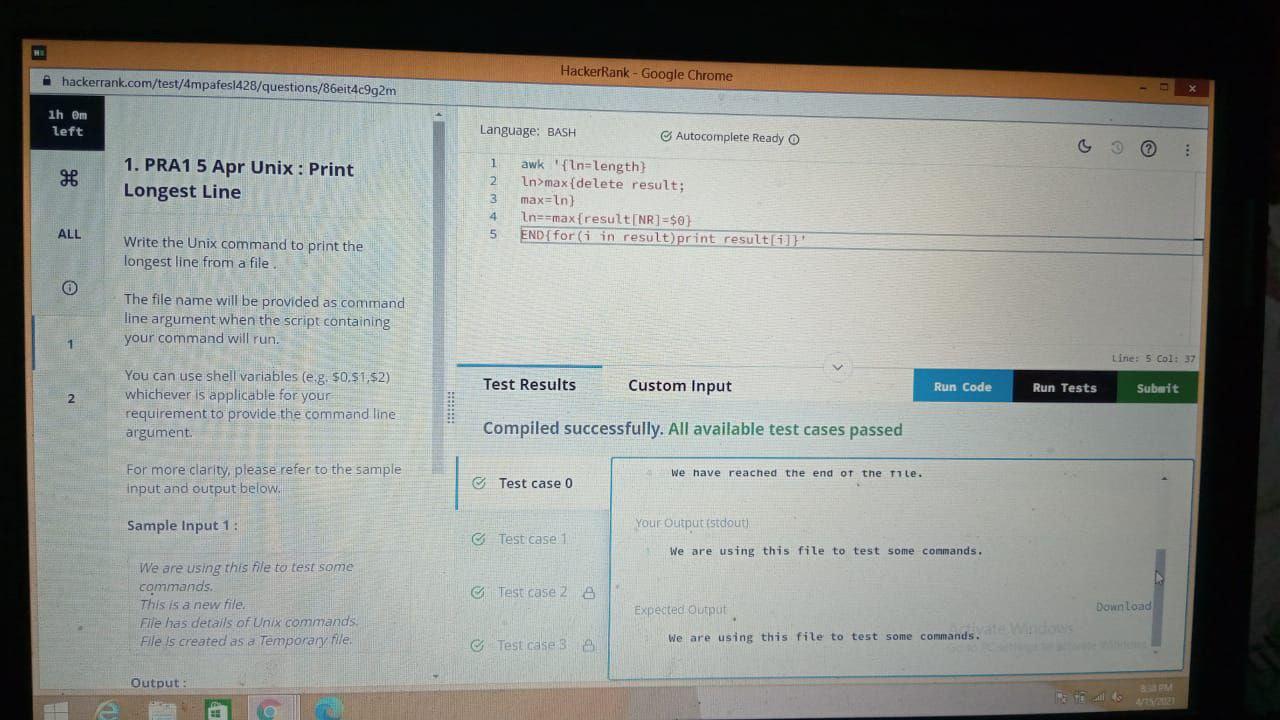 HackerRank - Google Chrome
hackerrank.com/test/4mpafesl428/questions/86eit4c9g2m
1h 0m
left
ALL
1
2
1. PRA1 5 Apr Unix : Print
Longest Line
Write the Unix command to print the
longest line from a file .
The file name will be provided as command
line argument when the script containing
your command will run.
You can use shell variables (e.g. $0,$1,$2)
whichever is applicable for your
requirement to provide the command line
argument.
For more clarity, please refer to the sample
input and output below.
Sample Input 1 :
We are using this file to test some
commands.
This is a new file.
File has details of Unix commands.
File is created as a Temporary file.
Output :
Language: BASH
Autocomplete Ready
1 awk '{ln=length}
2 ln>max{delete result;
3 max=ln}
4 ln==max{result[NR]=$0}
5 END{for(i in result)print result[i]}'
Line: 5 Col: 37
Test Results
Custom Input
Run Code
Run Tests
Submit
Compiled successfully. All available test cases passed
Test case 0
Test case 1
Test case 2
Test case 3
We have reached the end of the file.
Your Output (stdout)
1 We are using this file to test some commands.
Expected Output
Download
We are using this file to test some commands.
Activate Windows
Go to PC settings to activate Windows.
8:38 PM
4/15/2021